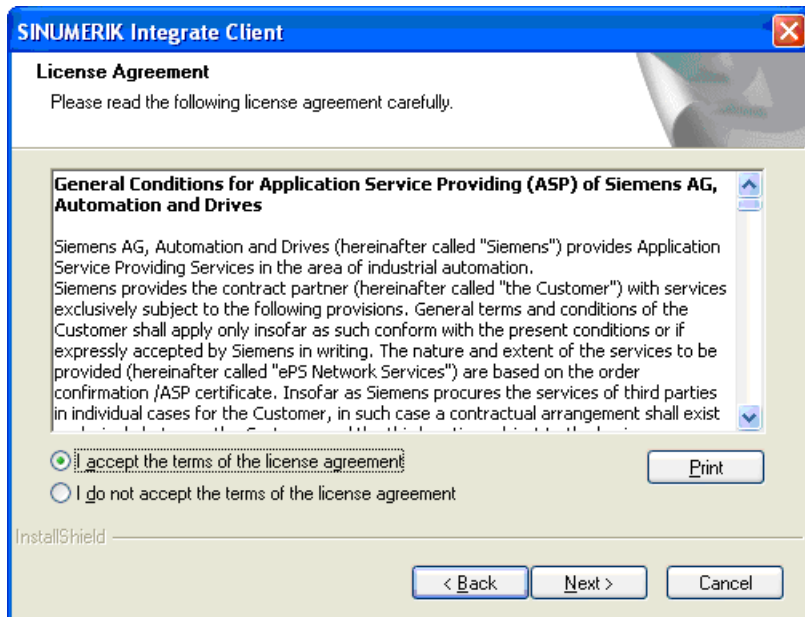 SINUMERIK Integrate Client
License Agreement
Please read the following license agreement carefully.
General Conditions for Application Service Providing (ASP) of Siemens AG,
Automation and Drives
Siemens AG, Automation and Drives (hereinafter called "Siemens") provides Application
Service Providing Services in the area of industrial automation.
Siemens provides the contract partner (hereinafter called "the Customer") with services
exclusively subject to the following provisions. General terms and conditions of the
Customer shall apply only insofar as such conform with the present conditions or if
expressly accepted by Siemens in writing. The nature and extent of the services to be
provided (hereinafter called "ePS Network Services") are based on the order
confirmation /ASP certificate. Insofar as Siemens procures the services of third parties
in individual cases for the Customer, in such case a contractual arrangement shall exist
I accept the terms of the license agreement
Print
I do not accept the terms of the license agreement
InstallShield
< Back
Next >
Cancel